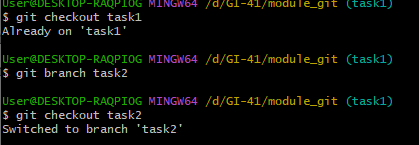 User@DESKTOP-RAQPIOG MINGW64 /d/GI-41/module_git (task1)
$ git checkout task1
Already on 'task1'
User@DESKTOP-RAQPIOG MINGW64 /d/GI-41/module_git (task1)
$ git branch task2
User@DESKTOP-RAQPIOG MINGW64 /d/GI-41/module_git (task1)
$ git checkout task2
Switched to branch 'task2'